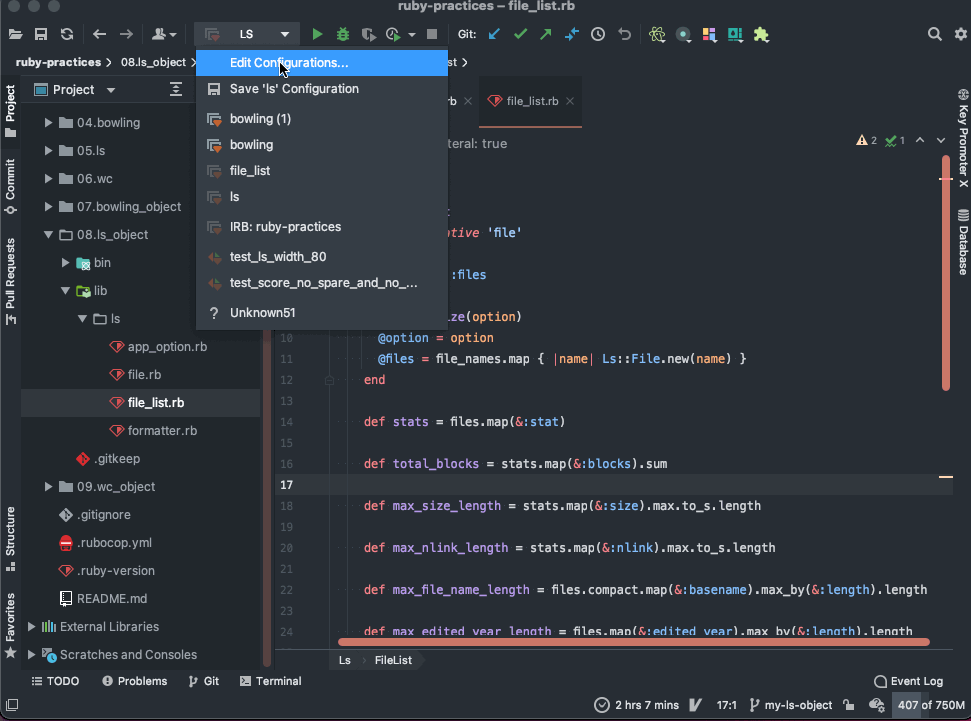 ruby-practices – file_list.rb
LS
Git:
ruby-practices
08.ls_object
st
Edit Configurations...
Save 'ls' Configuration
bowling (1)
bowling
file_list
ls
IRB: ruby-practices
test_ls_width_80
test_score_no_spare_and_no_...
Unknown51
Project
Commit
Pull Requests
Structure
Favorites
Project
04.bowling
05.ls
06.wc
07.bowling_object
08.ls_object
bin
lib
ls
app_option.rb
file.rb
file_list.rb
formatter.rb
.gitkeep
09.wc_object
.gitignore
.rubocop.yml
.ruby-version
README.md
External Libraries
Scratches and Consoles
rb
file_list.rb
teral: true
2 1
t
ative 'file'
:files
ze(option)
10 @option = option
11 @files = file_names.map { |name| Ls::File.new(name) }
12 end
13
14 def stats = files.map(&:stat)
15
16 def total_blocks = stats.map(&:blocks).sum
17
18 def max_size_length = stats.map(&:size).max.to_s.length
19
20 def max_nlink_length = stats.map(&:nlink).max.to_s.length
21
22 def max_file_name_length = files.compact.map(&:basename).max_by(&:length).length
23
24 def max_edited_year_length = files.map(&:edited_year).max_by(&:length).length
Ls
FileList
Key Promoter X
Database
TODO
Problems
Git
Terminal
Event Log
2 hrs 7 mins
17:1
my-ls-object
407 of 750M